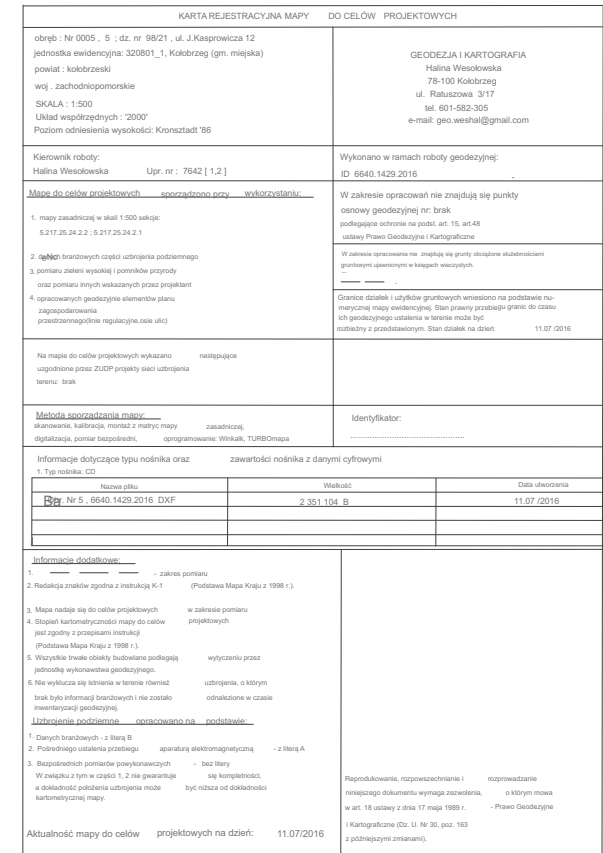 KARTA REJESTRACYJNA MAPY DO CELÓW PROJEKTOWYCH
obręb : Nr 0005 , 5 ; dz. nr 98/21 , ul. J.Kasprowicza 12
jednostka ewidencyjna: 320801_1, Kołobrzeg (gm. miejska)
powiat : kołobrzeski
woj . zachodniopomorskie
SKALA : 1:500
Układ współrzędnych : '2000'
Poziom odniesienia wysokości: Kronsztadt '86
GEODEZJA I KARTOGRAFIA
Halina Wesołowska
78-100 Kołobrzeg
ul. Ratuszowa 3/17
tel. 601-582-305
e-mail: geo.weshal@gmail.com
Kierownik roboty:
Halina Wesołowska Upr. nr : 7642 [ 1,2 ]
Wykonano w ramach roboty geodezyjnej:
ID 6640.1429.2016
Mapę do celów projektowych sporządzono przy wykorzystaniu:
1. mapy zasadniczej w skali 1:500 sekcje:
5.217.25.24.2.2 ; 5.217.25.24.2.1
2. danych branżowych części uzbrojenia podziemnego
3. pomiaru zieleni wysokiej i pomników przyrody
oraz pomiaru innych wskazanych przez projektant
4. opracowanych geodezyjnie elementów planu
zagospodarowania
przestrzennego(linie regulacyjne,osie ulic)
W zakresie opracowań nie znajdują się punkty
osnowy geodezyjnej nr: brak
podlegające ochronie na podst. art. 15, art.48
ustawy Prawo Geodezyjne i Kartograficzne
W zakresie opracowania nie znajdują się grunty obciążone służebnościami
gruntowymi ujawnionymi w księgach wieczystych.
Granice działek i użytków gruntowych wniesiono na podstawie nu-
merycznej mapy ewidencyjnej. Stan prawny przebiegu granic do czasu
ich geodezyjnego ustalenia w terenie może być
rozbieżny z przedstawionym. Stan działek na dzień: 11.07 /2016
Na mapie do celów projektowych wykazano następujące
uzgodnione przez ZUDP projekty sieci uzbrojenia
terenu: brak
Metoda sporządzania mapy:
skanowanie, kalibracja, montaż z matryc mapy zasadniczej,
digitalizacja, pomiar bezpośredni, oprogramowanie: Winkalk, TURBOmapa
Identyfikator:
................................................
Informacje dotyczące typu nośnika oraz zawartości nośnika z danymi cyfrowymi
1. Typ nośnika: CD
Nazwa pliku Wielkość Data utworzenia
Nr 5 , 6640.1429.2016 DXF 2 351 104 B 11.07 /2016
Informacje dodatkowe:
1. - zakres pomiaru
2. Redakcja znaków zgodna z instrukcją K-1 (Podstawa Mapa Kraju z 1998 r.).
3. Mapa nadaje się do celów projektowych w zakresie pomiaru
4. Stopień kartometryczności mapy do celów projektowych
jest zgodny z przepisami instrukcji
(Podstawa Mapa Kraju z 1998 r.).
5. Wszystkie trwałe obiekty budowlane podlegają wytyczeniu przez
jednostkę wykonawstwa geodezyjnego.
6. Nie wyklucza się istnienia w terenie również uzbrojenia, o którym
brak było informacji branżowych i nie zostało odnalezione w czasie
inwentaryzacji geodezyjnej.
Uzbrojenie podziemne opracowano na podstawie:
1. Danych branżowych - z literą B
2. Pośredniego ustalenia przebiegu aparaturą elektromagnetyczną - z literą A
3. Bezpośrednich pomiarów powykonawczych - bez litery
W związku z tym w części 1, 2 nie gwarantuje się kompletności,
a dokładność położenia uzbrojenia może być niższa od dokładności
kartometrycznej mapy.
Aktualność mapy do celów projektowych na dzień: 11.07/2016
Reprodukowanie, rozpowszechnianie i rozprowadzanie
niniejszego dokumentu wymaga zezwolenia, o którym mowa
w art. 18 ustawy z dnia 17 maja 1989 r. - Prawo Geodezyjne
i Kartograficzne (Dz. U. Nr 30, poz. 163
z późniejszymi zmianami).